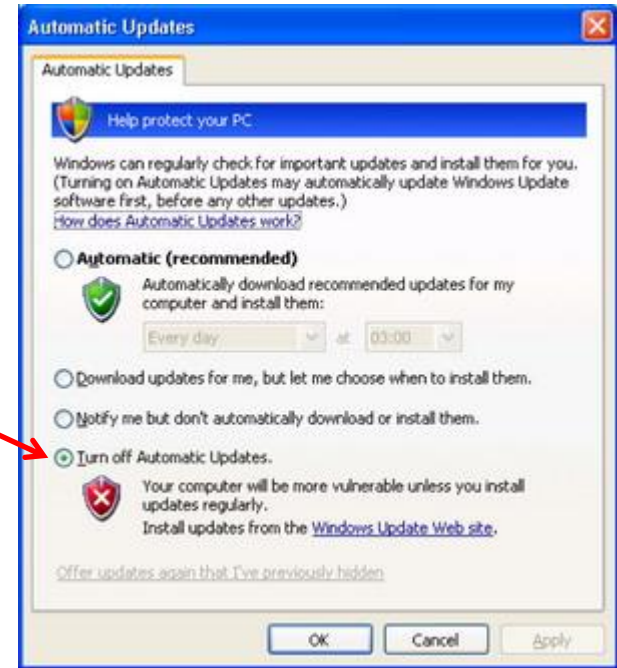 Automatic Updates
Automatic Updates
Help protect your PC
Windows can regularly check for important updates and install them for you.
(Turning on Automatic Updates may automatically update Windows Update
software first, before any other updates.)
How does Automatic Updates work?
Automatic (recommended)
Automatically download recommended updates for my
computer and install them:
Every day at 03:00
Download updates for me, but let me choose when to install them.
Notify me but don't automatically download or install them.
Turn off Automatic Updates.
Your computer will be more vulnerable unless you install
updates regularly.
Install updates from the Windows Update Web site.
Offer updates again that I've previously hidden
OK Cancel Apply